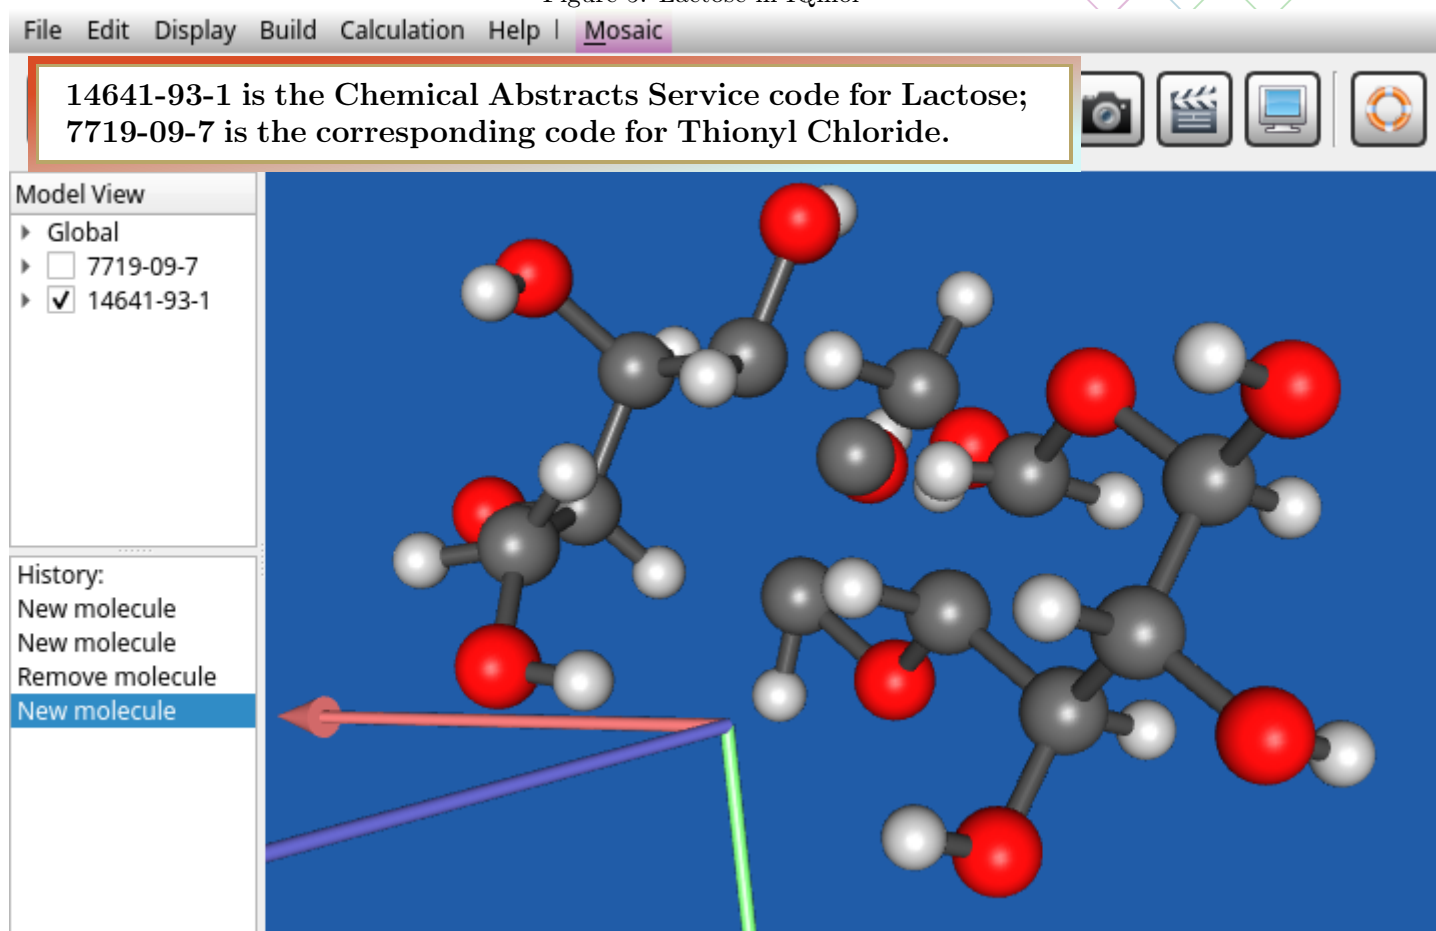 File Edit Display Build Calculation Help | Mosaic
14641-93-1 is the Chemical Abstracts Service code for Lactose;
7719-09-7 is the corresponding code for Thionyl Chloride.
Model View
Global
7719-09-7
14641-93-1
History:
New molecule
New molecule
Remove molecule
New molecule